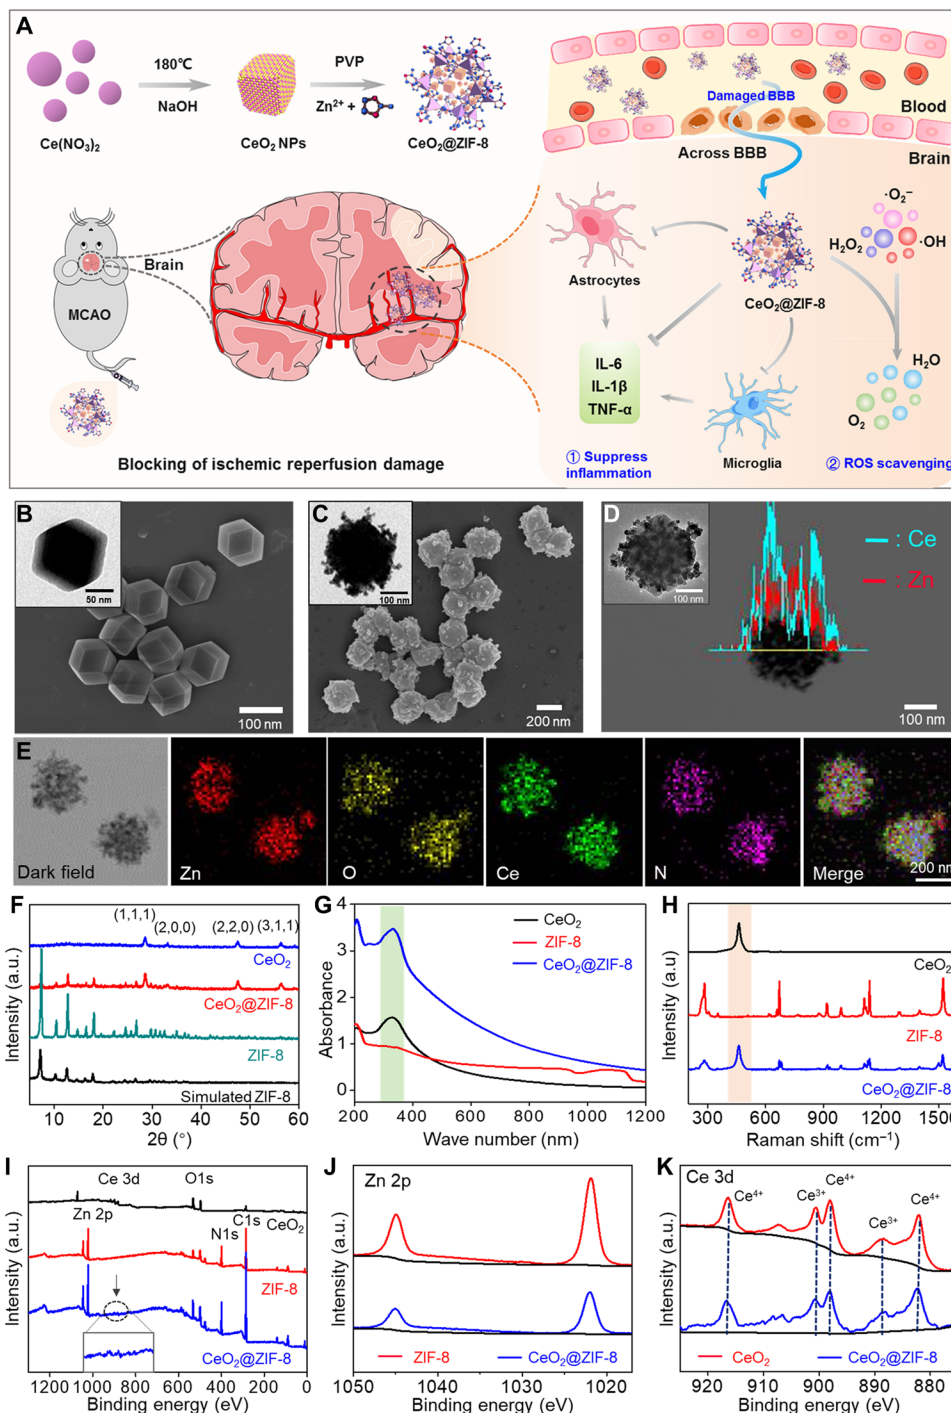 A
180℃
NaOH
PVP
Zn²⁺ +
Ce(NO₃)₂
CeO₂ NPs
CeO₂@ZIF-8
Damaged BBB
Blood
Across BBB
Brain
MCAO
Brain
Astrocytes
CeO₂@ZIF-8
·O₂⁻
H₂O₂
·OH
IL-6
IL-1β
TNF-α
H₂O
O₂
Blocking of ischemic reperfusion damage
① Suppress
inflammation
Microglia
② ROS scavenging
B
50 nm
100 nm
C
100 nm
200 nm
D
100 nm
: Ce
: Zn
100 nm
E
Dark field
Zn
O
Ce
N
Merge
200 nm
F
(1,1,1)
(2,0,0)
(2,2,0)
(3,1,1)
CeO₂
CeO₂@ZIF-8
ZIF-8
Simulated ZIF-8
Intensity (a.u.)
10 20 30 40 50 60
2θ (°)
G
4
3
2
1
0
Absorbance
CeO₂
ZIF-8
CeO₂@ZIF-8
200 400 600 800 1000 1200
Wave number (nm)
H
Intensity (a.u)
CeO₂
ZIF-8
CeO₂@ZIF-8
300 600 900 1200 1500
Raman shift (cm⁻¹)
I
Ce 3d
O1s
Zn 2p
C1s
CeO₂
N1s
ZIF-8
CeO₂@ZIF-8
Intensity (a.u.)
1200 1000 800 600 400 200 0
Binding energy (eV)
J
Zn 2p
Intensity (a.u.)
ZIF-8
CeO₂@ZIF-8
1050 1040 1030 1020
Binding energy (eV)
K
Ce 3d
Ce⁴⁺
Ce³⁺
Ce⁴⁺
Ce³⁺
Ce⁴⁺
Intensity (a.u.)
CeO₂
CeO₂@ZIF-8
920 910 900 890 880
Binding energy (eV)